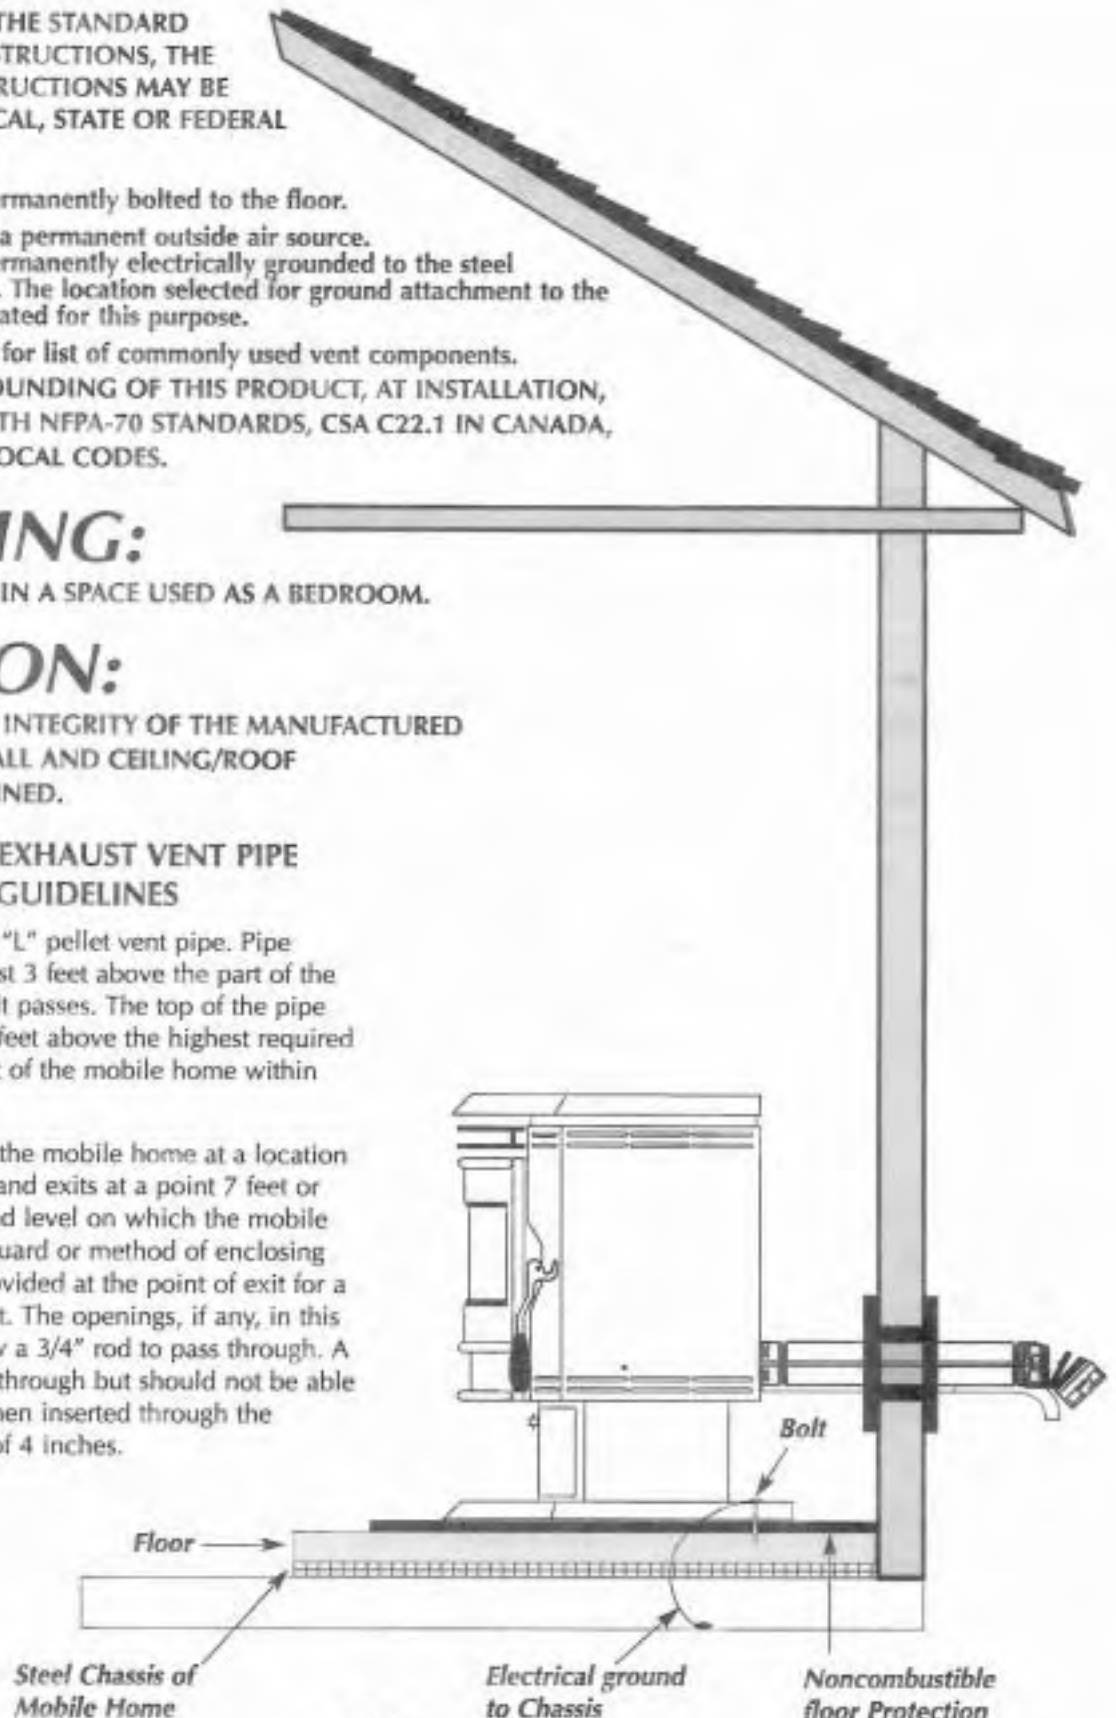 THE STANDARD
STRUCTIONS, THE
RUCTIONS MAY BE
CAL, STATE OR FEDERAL
rmanently bolted to the floor.
a permanent outside air source.
rmanently electrically grounded to the steel
. The location selected for ground attachment to the
ated for this purpose.
for list of commonly used vent components.
OUNDING OF THIS PRODUCT, AT INSTALLATION,
TH NFPA-70 STANDARDS, CSA C22.1 IN CANADA,
OCAL CODES.
ING:
IN A SPACE USED AS A BEDROOM.
ON:
INTEGRITY OF THE MANUFACTURED
ALL AND CEILING/ROOF
INED.
EXHAUST VENT PIPE
GUIDELINES
"L" pellet vent pipe. Pipe
st 3 feet above the part of the
it passes. The top of the pipe
feet above the highest required
t of the mobile home within
the mobile home at a location
and exits at a point 7 feet or
nd level on which the mobile
uard or method of enclosing
ovided at the point of exit for a
t. The openings, if any, in this
w a 3/4" rod to pass through. A
through but should not be able
hen inserted through the
of 4 inches.
Bolt
Floor
Steel Chassis of
Mobile Home
Electrical ground
to Chassis
Noncombustible
floor Protection